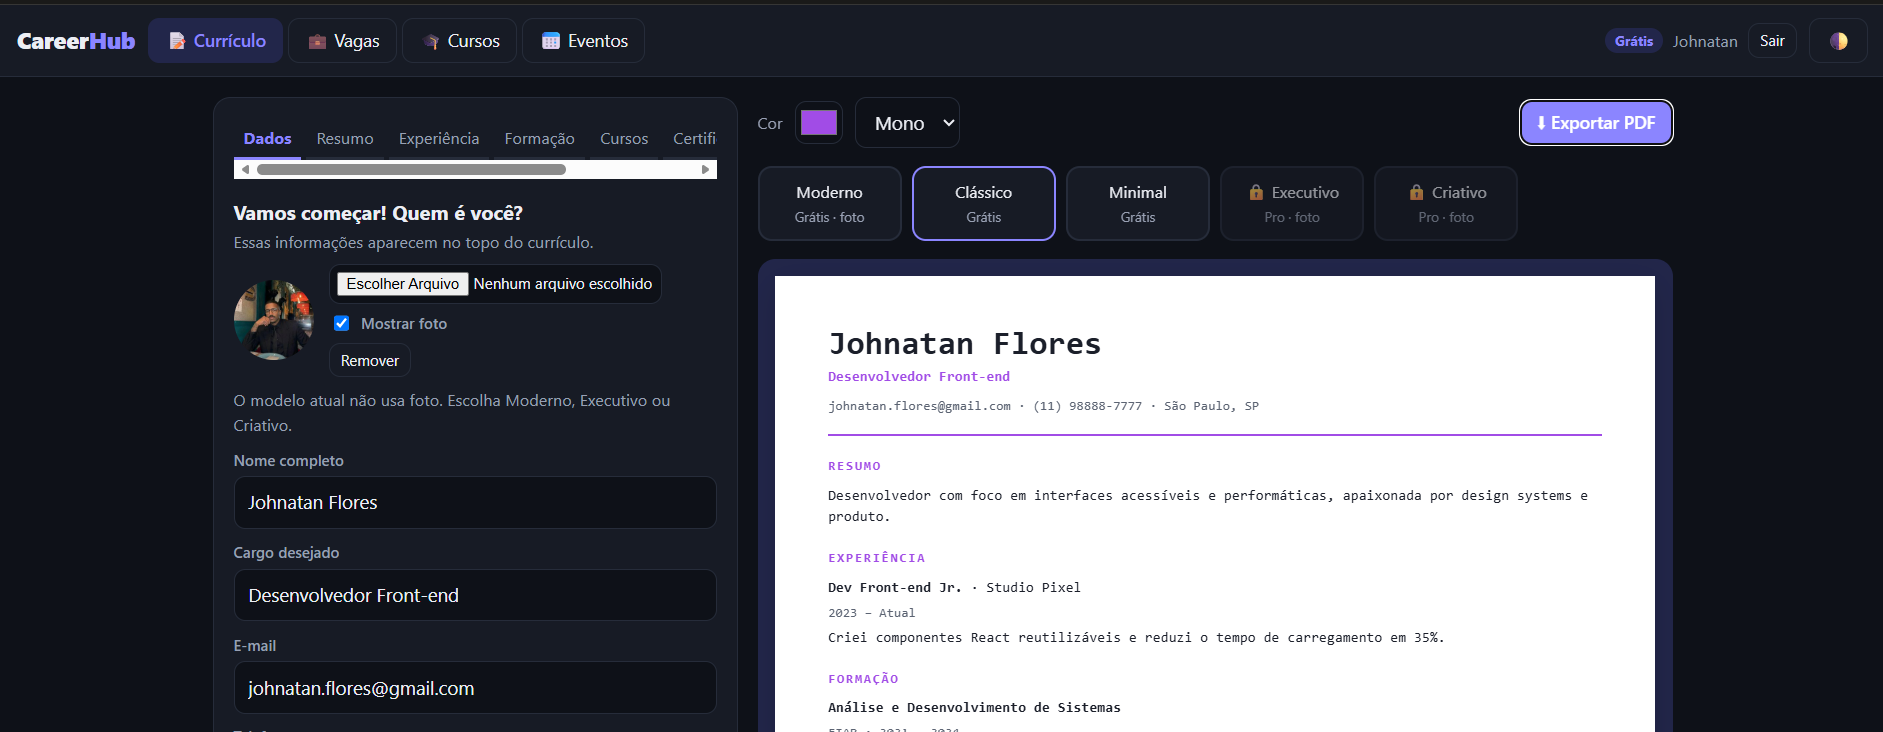 CareerHub Currículo Vagas Cursos Eventos Grátis Johnatan Sair
Dados Resumo Experiência Formação Cursos Certifi
Vamos começar! Quem é você?
Essas informações aparecem no topo do currículo.
Escolher Arquivo Nenhum arquivo escolhido
Mostrar foto
Remover
O modelo atual não usa foto. Escolha Moderno, Executivo ou
Criativo.
Nome completo
Johnatan Flores
Cargo desejado
Desenvolvedor Front-end
E-mail
johnatan.flores@gmail.com
Cor Mono Exportar PDF
Moderno Clássico Minimal Executivo Criativo
Grátis · foto Grátis Grátis Pro · foto Pro · foto
Johnatan Flores
Desenvolvedor Front-end
johnatan.flores@gmail.com · (11) 98888-7777 · São Paulo, SP
RESUMO
Desenvolvedor com foco em interfaces acessíveis e performáticas, apaixonada por design systems e
produto.
EXPERIÊNCIA
Dev Front-end Jr. · Studio Pixel
2023 – Atual
Criei componentes React reutilizáveis e reduzi o tempo de carregamento em 35%.
FORMAÇÃO
Análise e Desenvolvimento de Sistemas